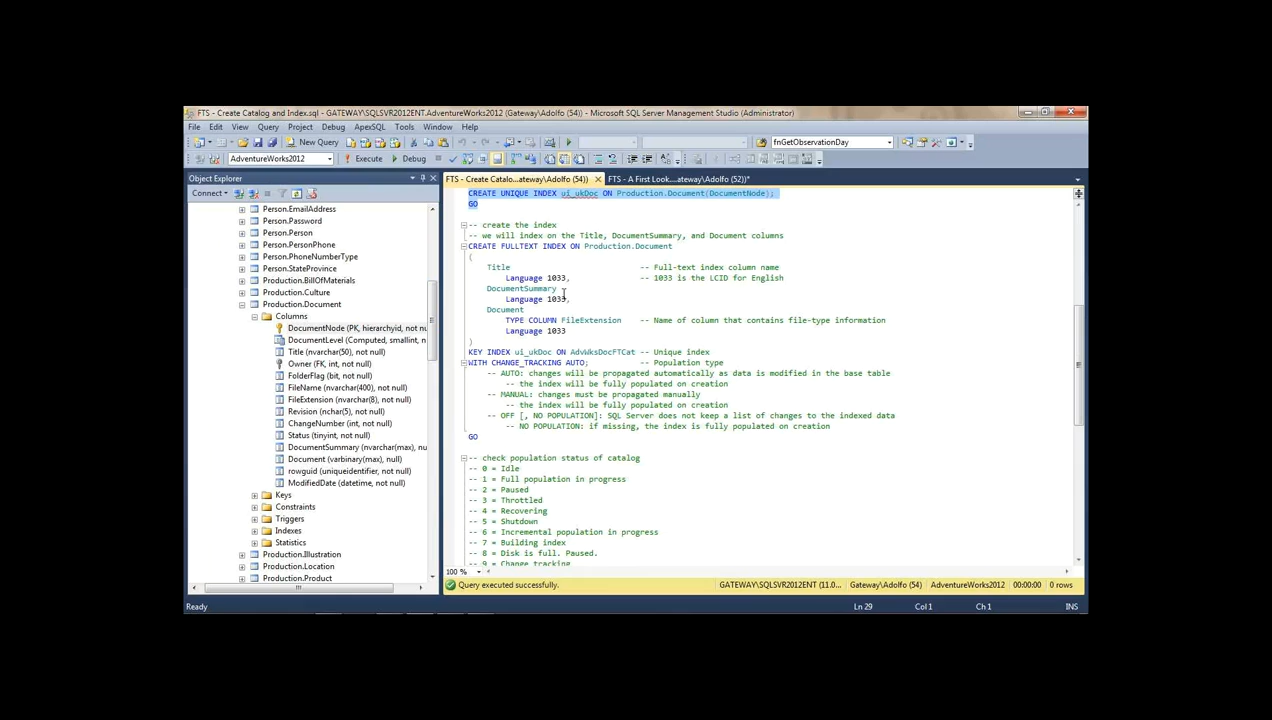 FTS - Create Catalog and Index.sql - GATEWAY\SQLSVR2012ENT.AdventureWorks2012 (Gateway\Adolfo (54)) - Microsoft SQL Server Management Studio (Administrator)
File Edit View Query Project Debug ApexSQL Tools Window Help
New Query fnGetObservationDay
AdventureWorks2012 Execute Debug
Object Explorer
Connect
Person.EmailAddress
Person.Password
Person.Person
Person.PersonPhone
Person.PhoneNumberType
Person.StateProvince
Production.BillOfMaterials
Production.Culture
Production.Document
Columns
DocumentNode (PK, hierarchyid, not nu
DocumentLevel (Computed, smallint, n
Title (nvarchar(50), not null)
Owner (FK, int, not null)
FolderFlag (bit, not null)
FileName (nvarchar(400), not null)
FileExtension (nvarchar(8), not null)
Revision (nchar(5), not null)
ChangeNumber (int, not null)
Status (tinyint, not null)
DocumentSummary (nvarchar(max), nu
Document (varbinary(max), null)
rowguid (uniqueidentifier, not null)
ModifiedDate (datetime, not null)
Keys
Constraints
Triggers
Indexes
Statistics
Production.Illustration
Production.Location
Production.Product
FTS - Create Catalo...ateway\Adolfo (54)) FTS - A First Look....ateway\Adolfo (52))*
CREATE UNIQUE INDEX ui_ukDoc ON Production.Document(DocumentNode);
GO
-- create the index
-- we will index on the Title, DocumentSummary, and Document columns
CREATE FULLTEXT INDEX ON Production.Document
(
Title -- Full-text index column name
Language 1033, -- 1033 is the LCID for English
DocumentSummary
Language 1033,
Document
TYPE COLUMN FileExtension -- Name of column that contains file-type information
Language 1033
)
KEY INDEX ui_ukDoc ON AdvWksDocFTCat -- Unique index
WITH CHANGE_TRACKING AUTO; -- Population type
-- AUTO: changes will be propagated automatically as data is modified in the base table
-- the index will be fully populated on creation
-- MANUAL: changes must be propagated manually
-- the index will be fully populated on creation
-- OFF [, NO POPULATION]: SQL Server does not keep a list of changes to the indexed data
-- NO POPULATION: if missing, the index is fully populated on creation
GO
-- check population status of catalog
-- 0 = Idle
-- 1 = Full population in progress
-- 2 = Paused
-- 3 = Throttled
-- 4 = Recovering
-- 5 = Shutdown
-- 6 = Incremental population in progress
-- 7 = Building index
-- 8 = Disk is full. Paused.
-- 9 = Change tracking
100 %
Query executed successfully. GATEWAY\SQLSVR2012ENT (11.0... Gateway\Adolfo (54) AdventureWorks2012 00:00:00 0 rows
Ready Ln 29 Col 1 Ch 1 INS